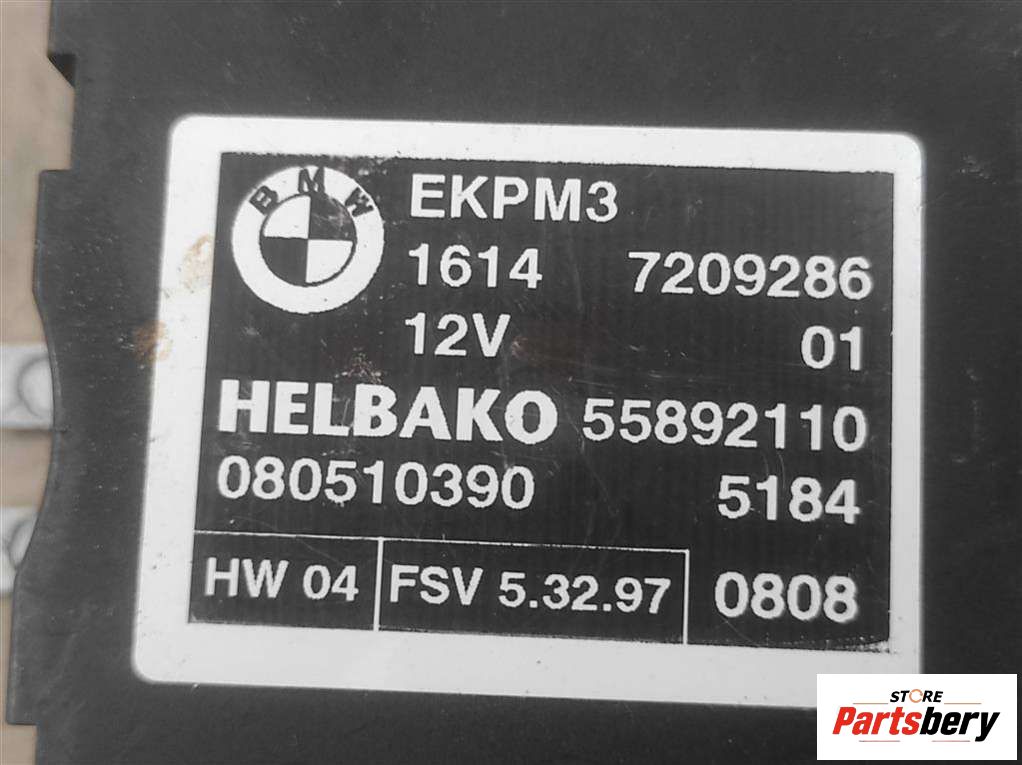 BMW
EKPM3
1614 7209286
12V 01
HELBAKO 55892110
080510390 5184
HW 04 FSV 5.32.97 0808
STORE
Partsbery